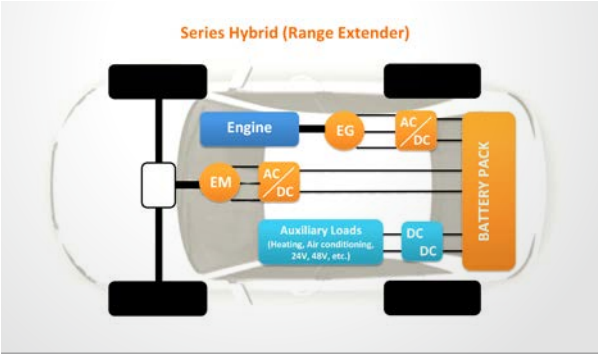 Series Hybrid (Range Extender)
Engine
EG
AC
DC
EM
AC
DC
Auxiliary Loads
(Heating, Air conditioning,
24V, 48V, etc.)
DC
DC
BATTERY PACK